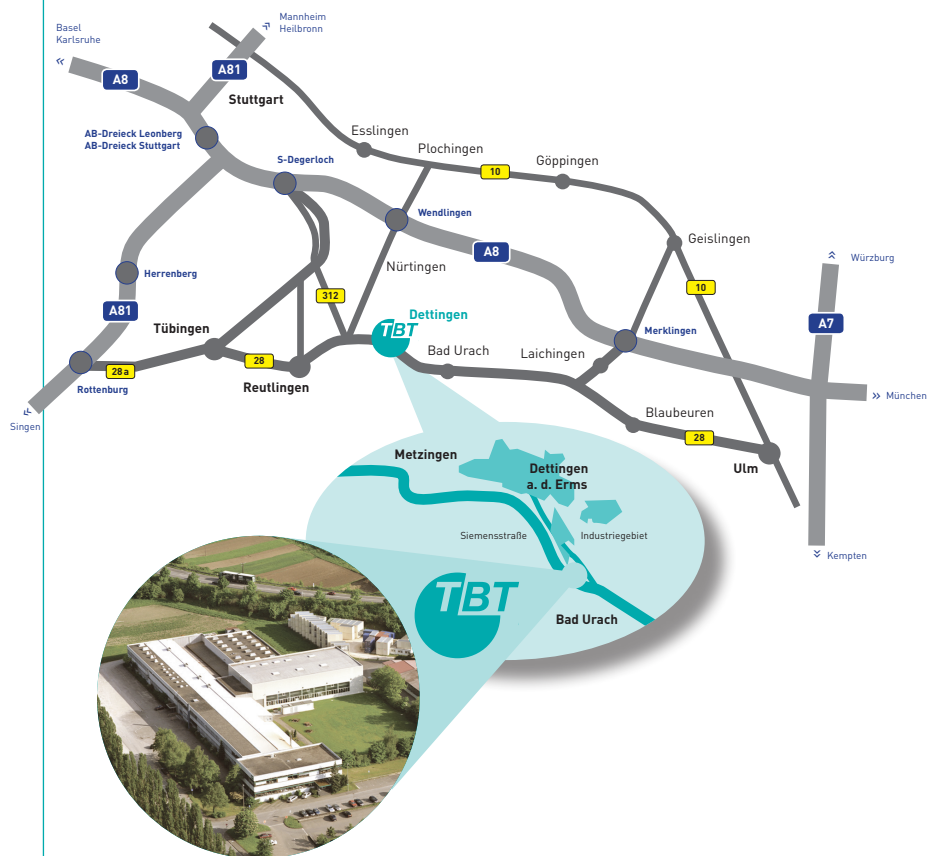 Mannheim
Heilbronn
Basel
Karlsruhe
A8
A81
Stuttgart
AB-Dreieck Leonberg
AB-Dreieck Stuttgart
Esslingen
Plochingen
S-Degerloch
10
Göppingen
Wendlingen
Geislingen
A8
Würzburg
Herrenberg
Nürtingen
10
312
A81
Dettingen
TBT
A7
Tübingen
Merklingen
Bad Urach
Laichingen
28
28a
Reutlingen
Rottenburg
München
Singen
Blaubeuren
28
Ulm
Metzingen
Dettingen
a. d. Erms
Siemensstraße
Industriegebiet
Kempten
TBT
Bad Urach